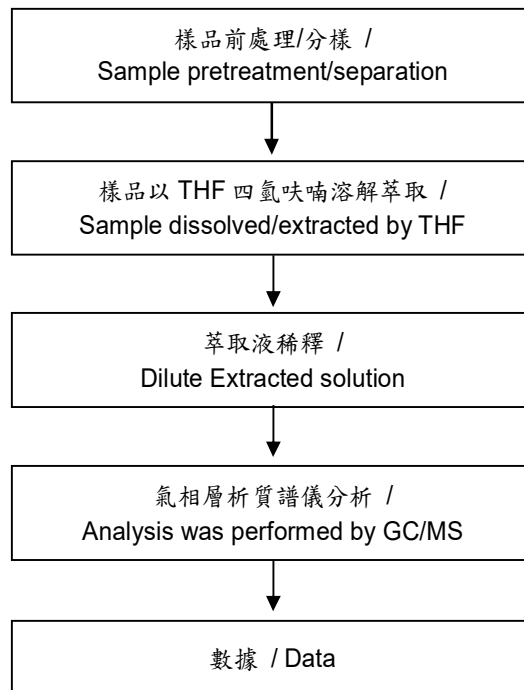 樣品前處理/分樣 /
Sample pretreatment/separation
樣品以 THF 四氫呋喃溶解萃取 /
Sample dissolved/extracted by THF
萃取液稀釋 /
Dilute Extracted solution
氣相層析質譜儀分析 /
Analysis was performed by GC/MS
數據 / Data